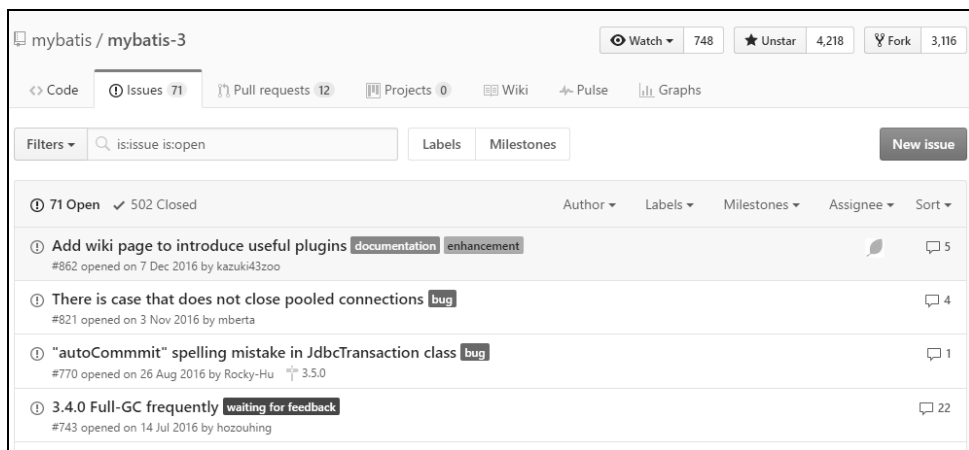 mybatis / mybatis-3 Watch 748 Unstar 4,218 Fork 3,116
Code Issues 71 Pull requests 12 Projects 0 Wiki Pulse Graphs
Filters is:issue is:open Labels Milestones New issue
71 Open 502 Closed Author Labels Milestones Assignee Sort
Add wiki page to introduce useful plugins documentation enhancement 5
#862 opened on 7 Dec 2016 by kazuki43zoo
There is case that does not close pooled connections bug 4
#821 opened on 3 Nov 2016 by mberta
"autoCommmit" spelling mistake in JdbcTransaction class bug 1
#770 opened on 26 Aug 2016 by Rocky-Hu 3.5.0
3.4.0 Full-GC frequently waiting for feedback 22
#743 opened on 14 Jul 2016 by hozouhing